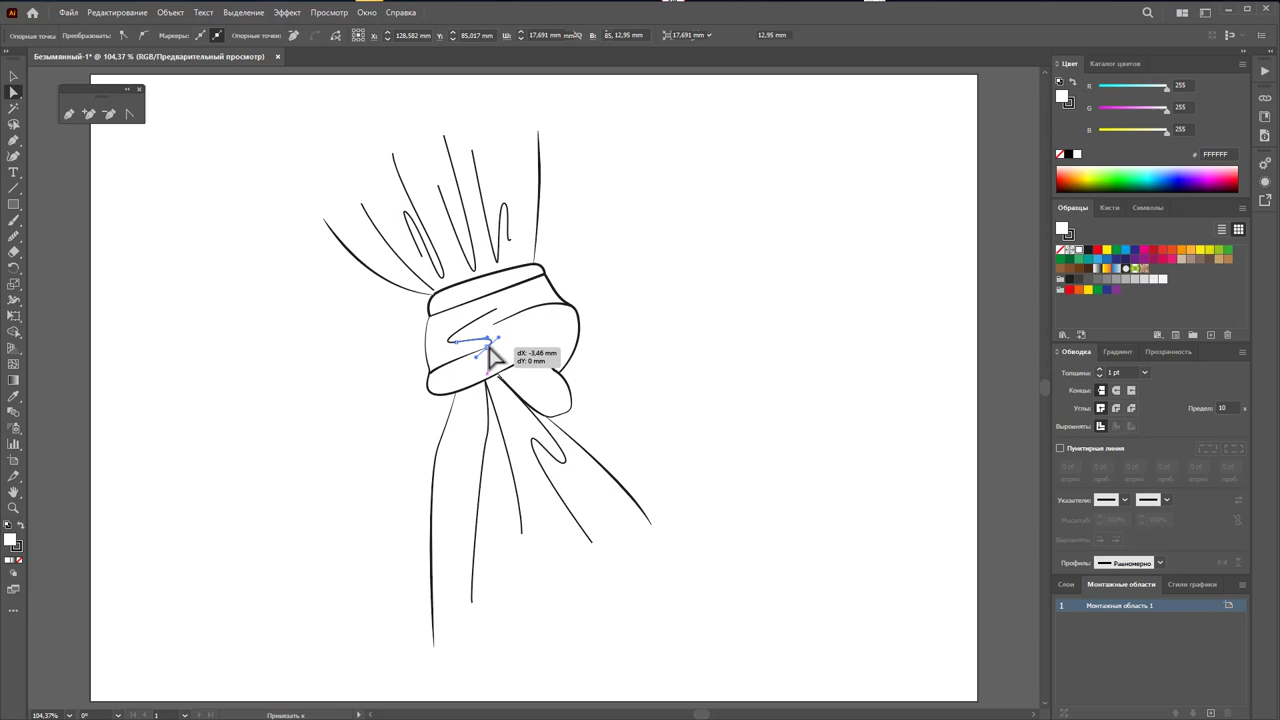 Ai Файл Редактирование Объект Текст Выделение Эффект Просмотр Окно Справка
Опорная точка Преобразовать: Маркеры: Опорные точки: X: 128,582 mm Y: 85,017 mm Ш: 17,691 mm В: 12,95 mm 17,691 mm 12,95 mm
Безымянный-1* @ 104,37 % (RGB/Предварительный просмотр) ×
Цвет Каталог цветов
R 255
G 255
B 255
# FFFFFF
Образцы Кисти Символы
dX: -3,46 mm
dY: 0 mm
Обводка Градиент Прозрачность
Толщина: 1 pt
Концы:
Углы: Предел: 10 x
Выровнять:
Пунктирная линия
Указатели:
Масштаб: 100% 100%
Выровнять:
Профиль: Равномерно
Слои Монтажные области Стили графики
1 Монтажная область 1
104,37% 0° 1 Привязать к